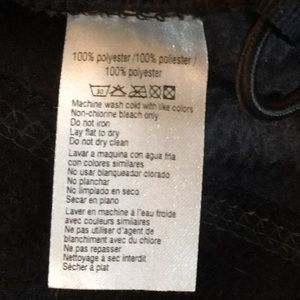 100% polyester /100% poliester /
100% polyester
30
Machine wash cold with like colors
Non-chlorine bleach only
Do not iron
Lay flat to dry
Do not dry clean
Lavar a maquina con agua fria
con colores similares
No usar blanqueador clorado
No planchar
No limpiado en seco
Secar en plano
Laver en machine à l'eau froide
avec couleurs similaires
Ne pas utiliser d'agent de
blanchiment avec du chlore
Ne pas repasser
Nettoyage a sec interdit
Sécher à plat